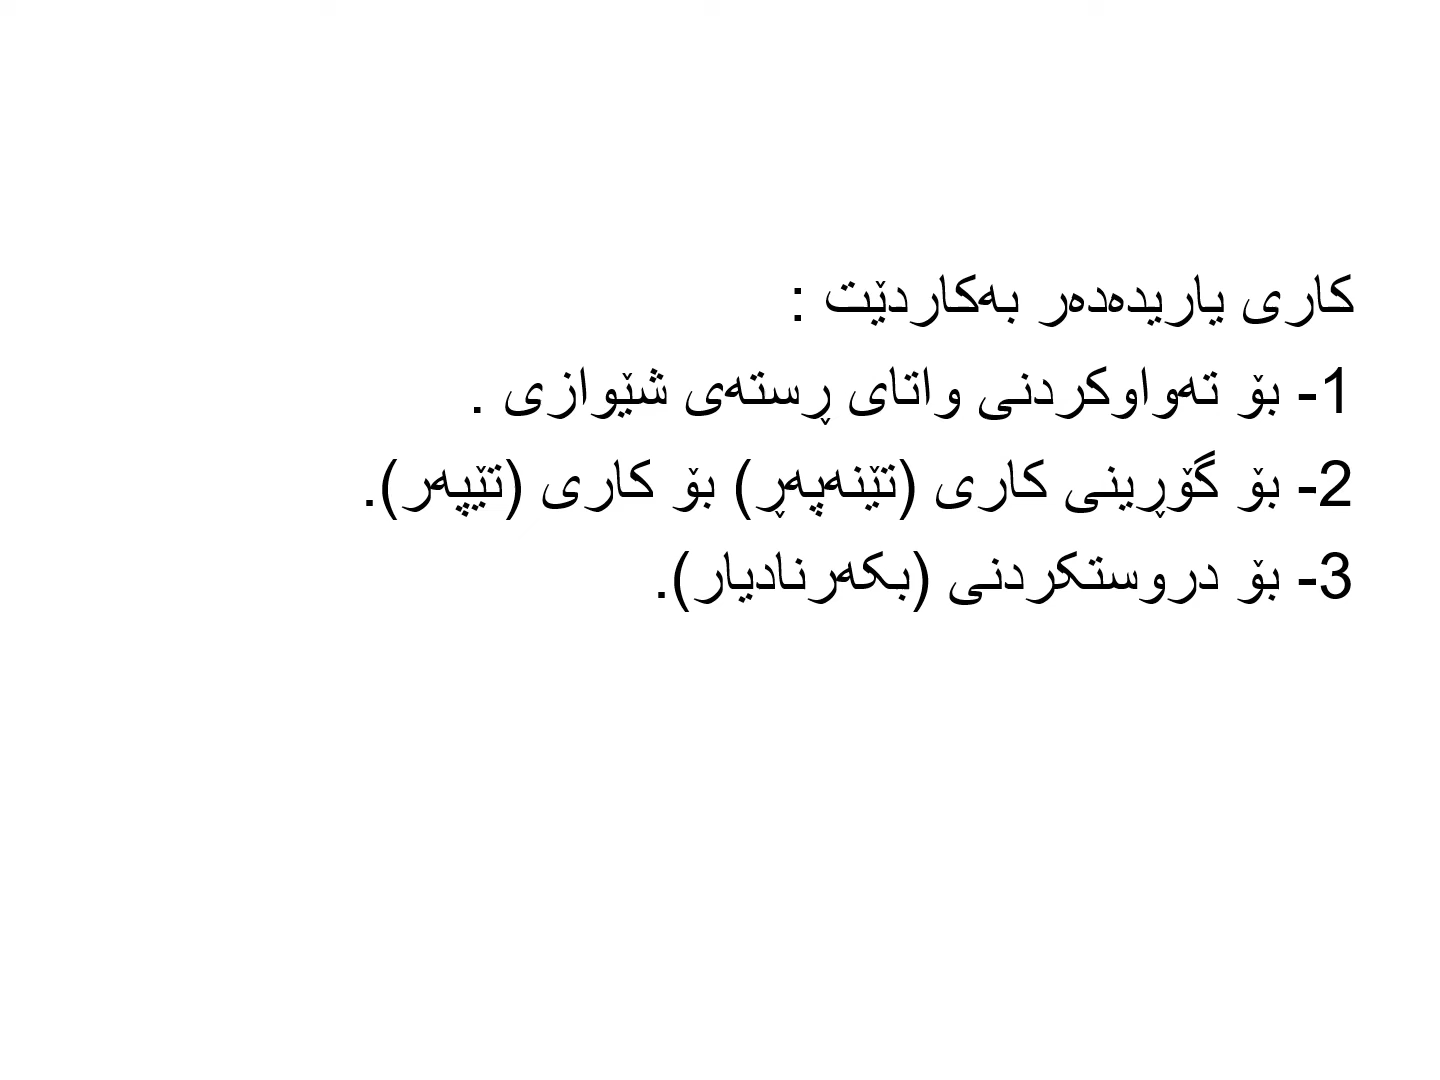 کاری یاریدەدەر بەکاردێت :
1- بۆ تەواوکردنی واتای ڕستەی شێوازی .
2- بۆ گۆڕینی کاری (تێنەپەڕ) بۆ کاری (تێپەر).
3- بۆ دروستکردنی (بکەرنادیار).